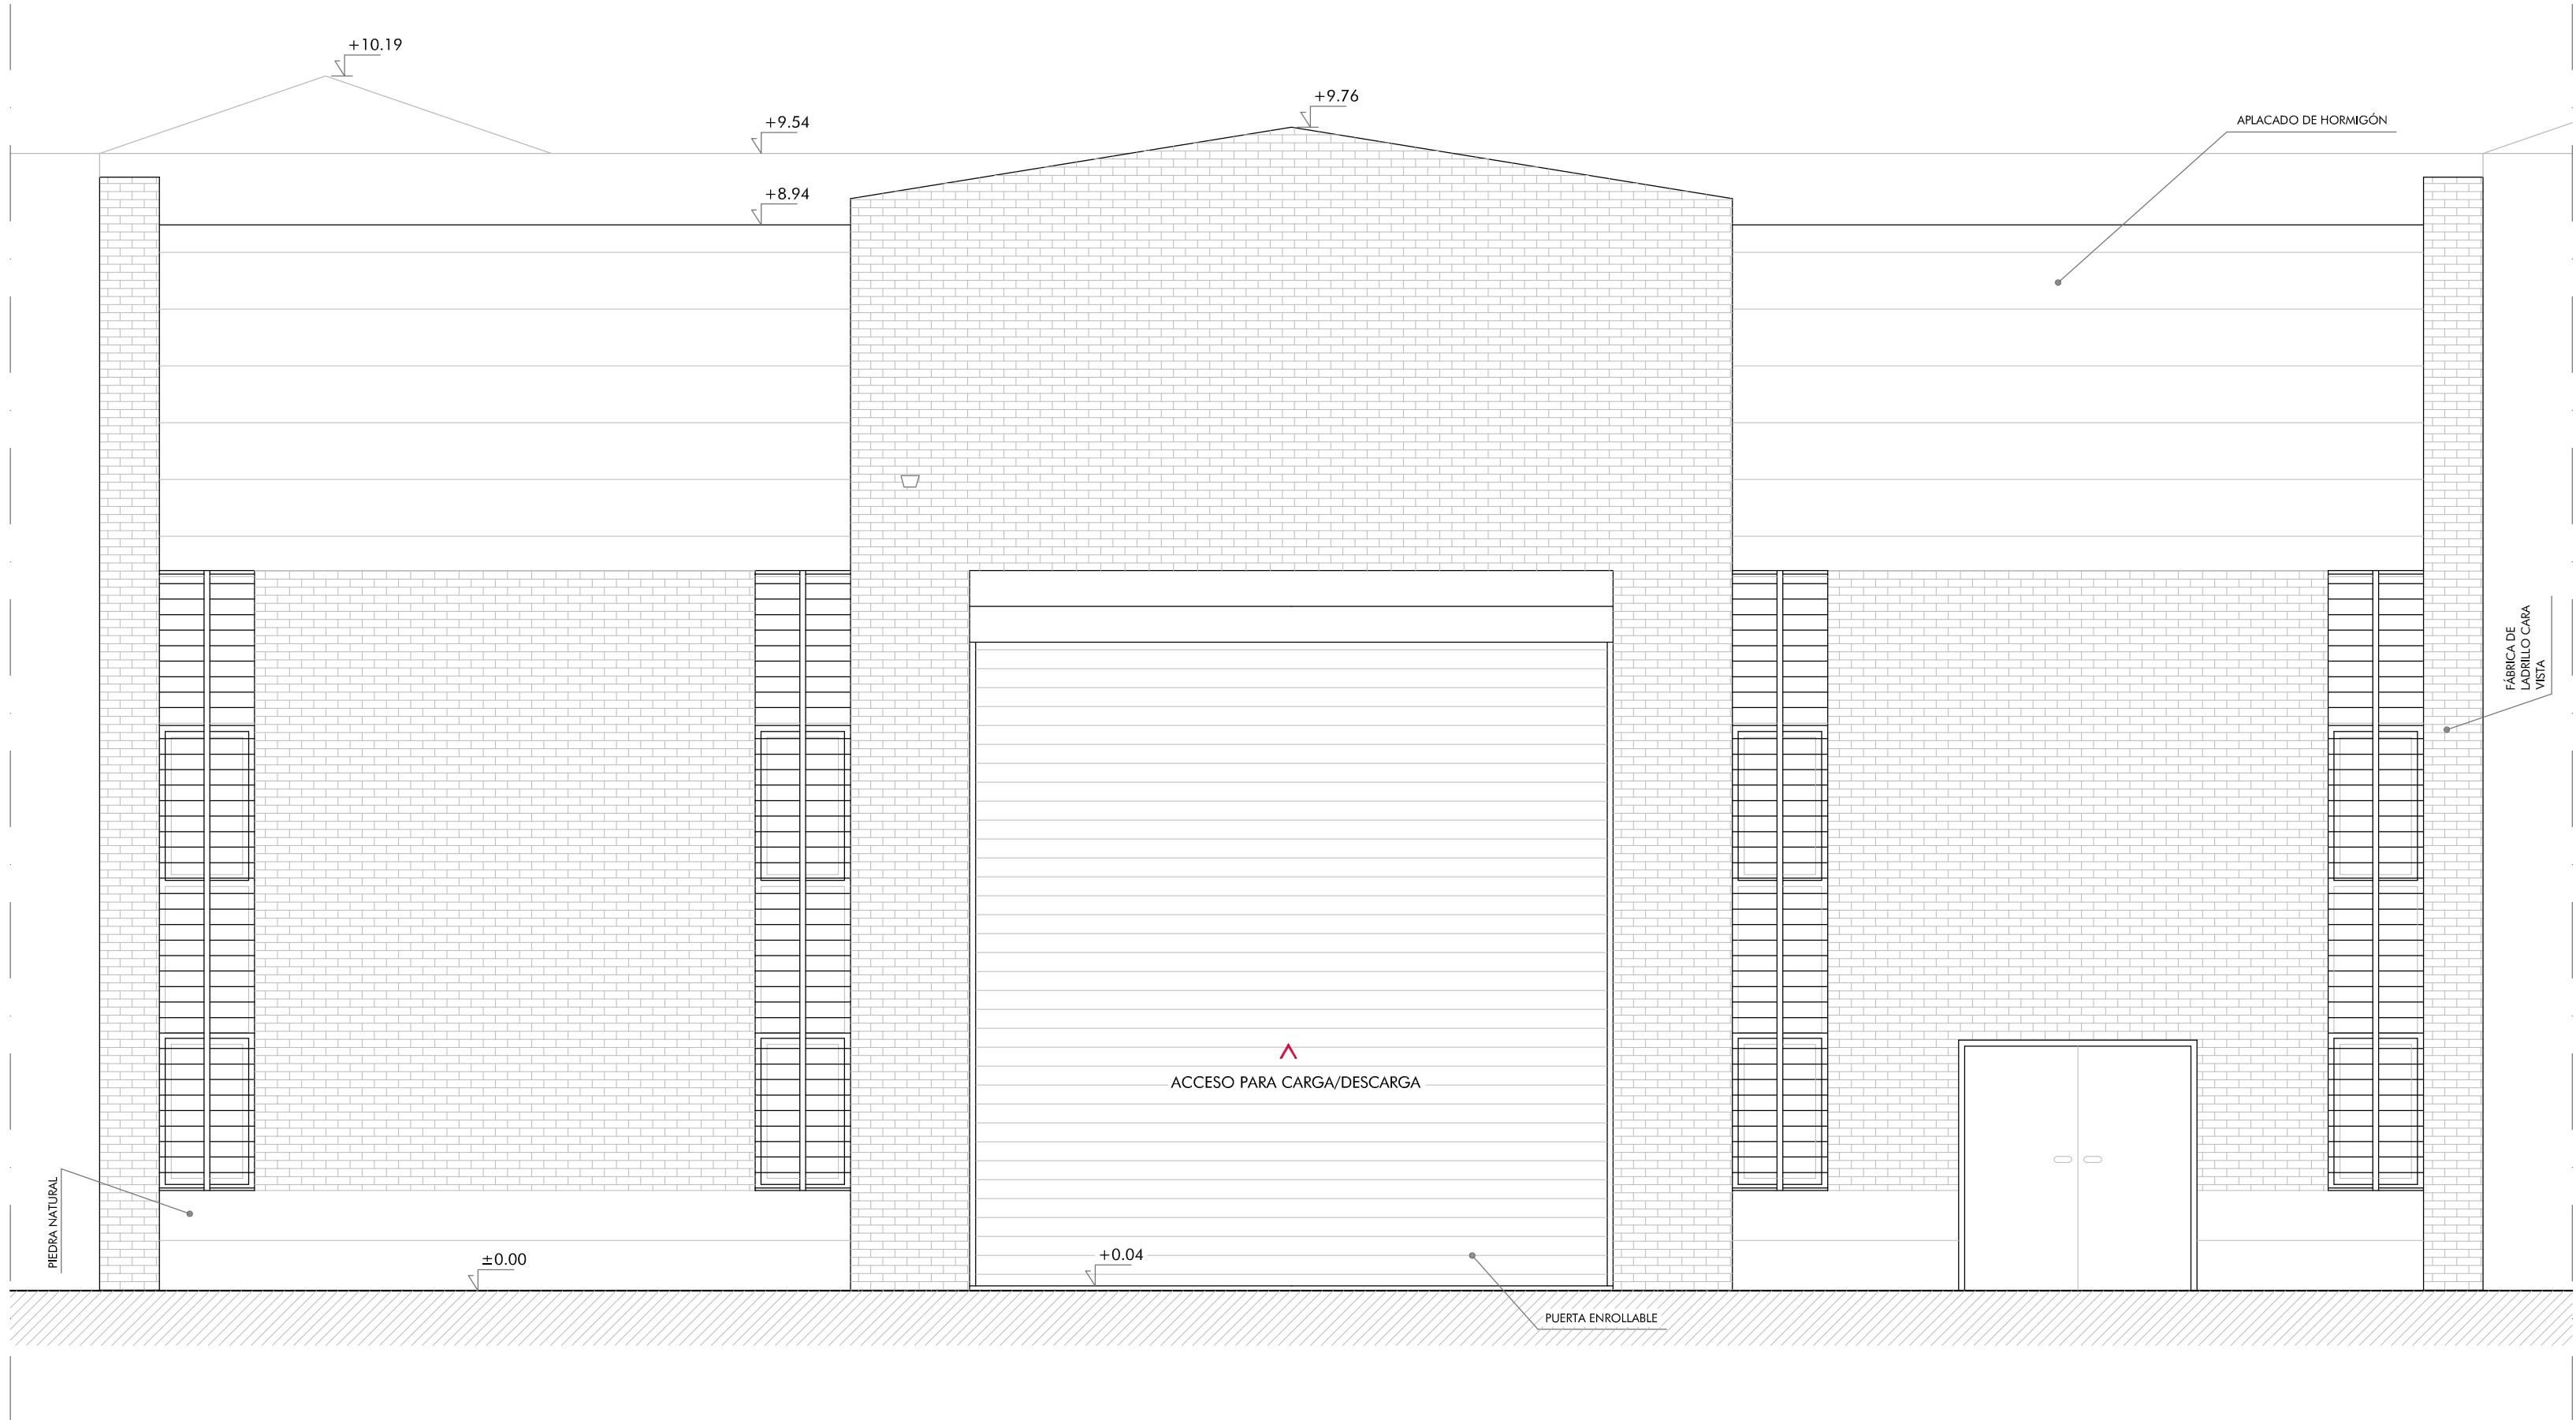 +10.19
+9.76
+9.54
APLACADO DE HORMIGÓN
+8.94
FÁBRICA DE
LADRILLO CARA
VISTA
ACCESO PARA CARGA/DESCARGA
PIEDRA NATURAL
±0.00
+0.04
PUERTA ENROLLABLE